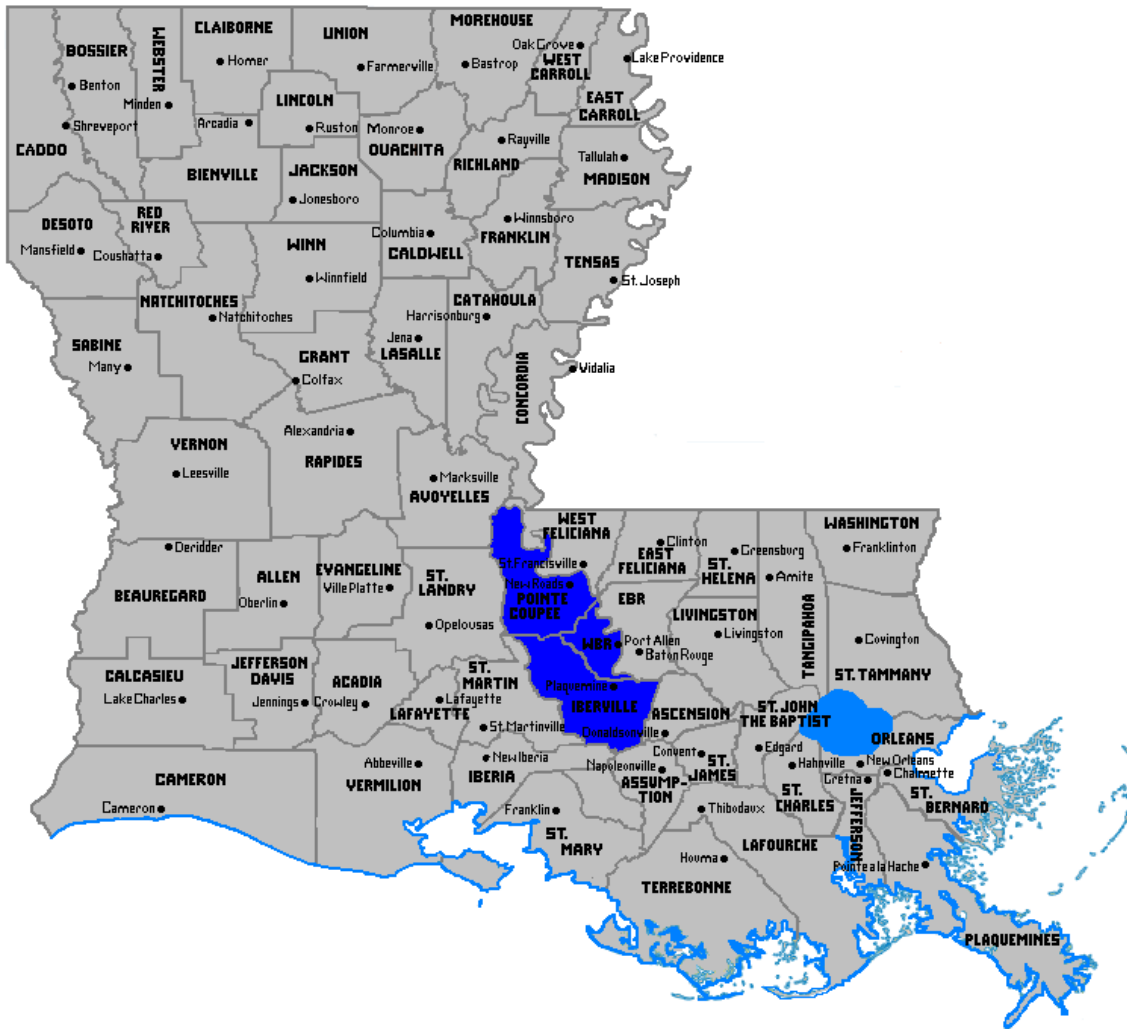 MOREHOUSE
CLAIBORNE
UNION
BOSSIER
WEBSTER
Oak Grove
WEST
CARROLL
Lake Providence
Homer
Farmerville
Bastrop
Benton
Minden
LINCOLN
EAST
CARROLL
Shreveport
Arcadia
Ruston
Monroe
OUACHITA
Rayville
CADDO
RICHLAND
Tallulah
MADISON
BIENVILLE
JACKSON
Jonesboro
DESOTO
RED
RIVER
Winnsboro
FRANKLIN
Columbia
CALDWELL
Mansfield
Coushatta
WINN
TENSAS
Winnfield
St. Joseph
NATCHITOCHES
Natchitoches
CATAHOULA
Harrisonburg
SABINE
Many
GRANT
Colfax
Jena
LASALLE
CONCORDIA
Vidalia
VERNON
Leesville
Alexandria
RAPIDES
Marksville
AVOYELLES
WEST
FELICIANA
WASHINGTON
Franklinton
Deridder
Clinton
EAST
FELICIANA
Greensburg
ST.
HELENA
St.Francisville
Amite
BEAUREGARD
ALLEN
Oberlin
EVANGELINE
Ville Platte
ST.
LANDRY
New Roads
POINTE
COUPEE
EBR
LIVINGSTON
Livingston
TANGIPAHOA
Opelousas
WBR
Port Allen
Baton Rouge
Covington
ST. TAMMANY
CALCASIEU
Lake Charles
JEFFERSON
DAVIS
Jennings
ACADIA
Crowley
Lafayette
LAFAYETTE
ST.
MARTIN
St. Martinville
Plaquemine
IBERVILLE
ASCENSION
Donaldsonville
ST. JOHN
THE BAPTIST
Edgard
ORLEANS
New Orleans
CAMERON
Cameron
Abbeville
VERMILION
New Iberia
IBERIA
Napoleonville
ASSUMP-
TION
Convent
ST.
JAMES
Hahnville
ST.
CHARLES
Gretna
Chalmette
ST.
BERNARD
Franklin
ST.
MARY
Thibodaux
LAFOURCHE
JEFFERSON
Houma
TERREBONNE
Pointe a la Hache
PLAQUEMINES